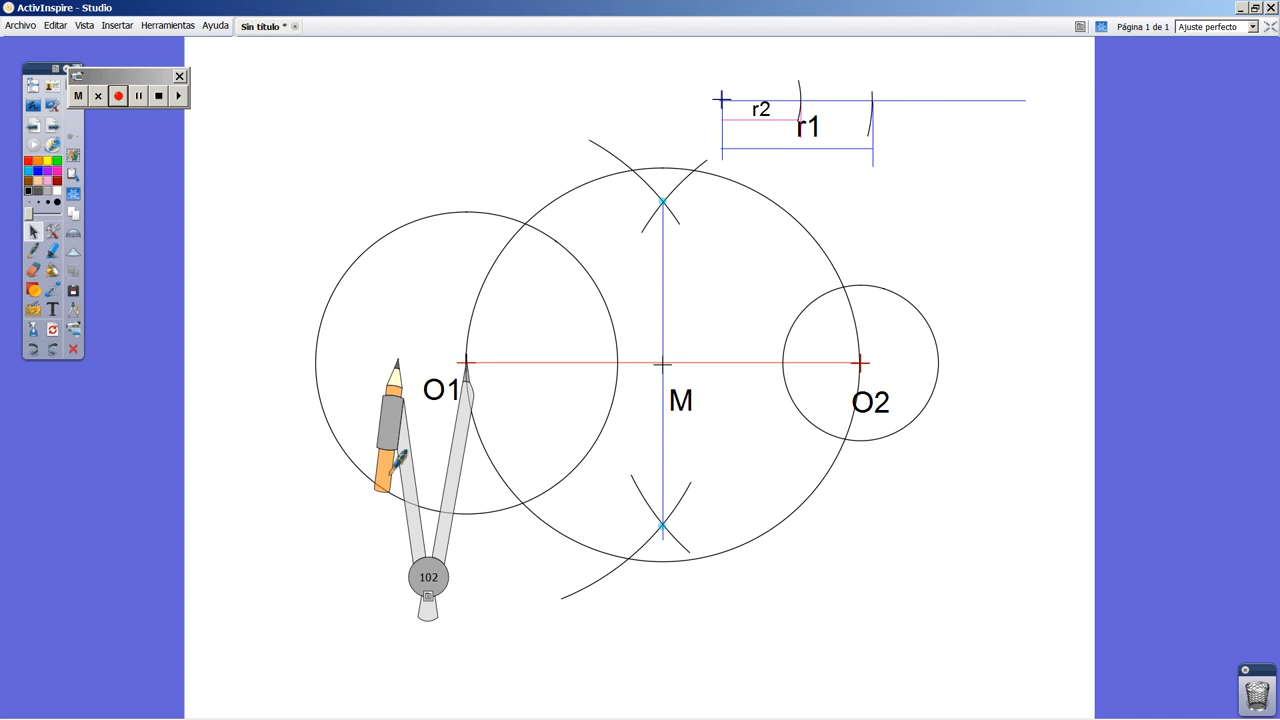 ActivInspire - Studio
Archivo Editar Vista Insertar Herramientas Ayuda
Sin título *
Página 1 de 1
Ajuste perfecto
M
r2
r1
O1
M
O2
102
T